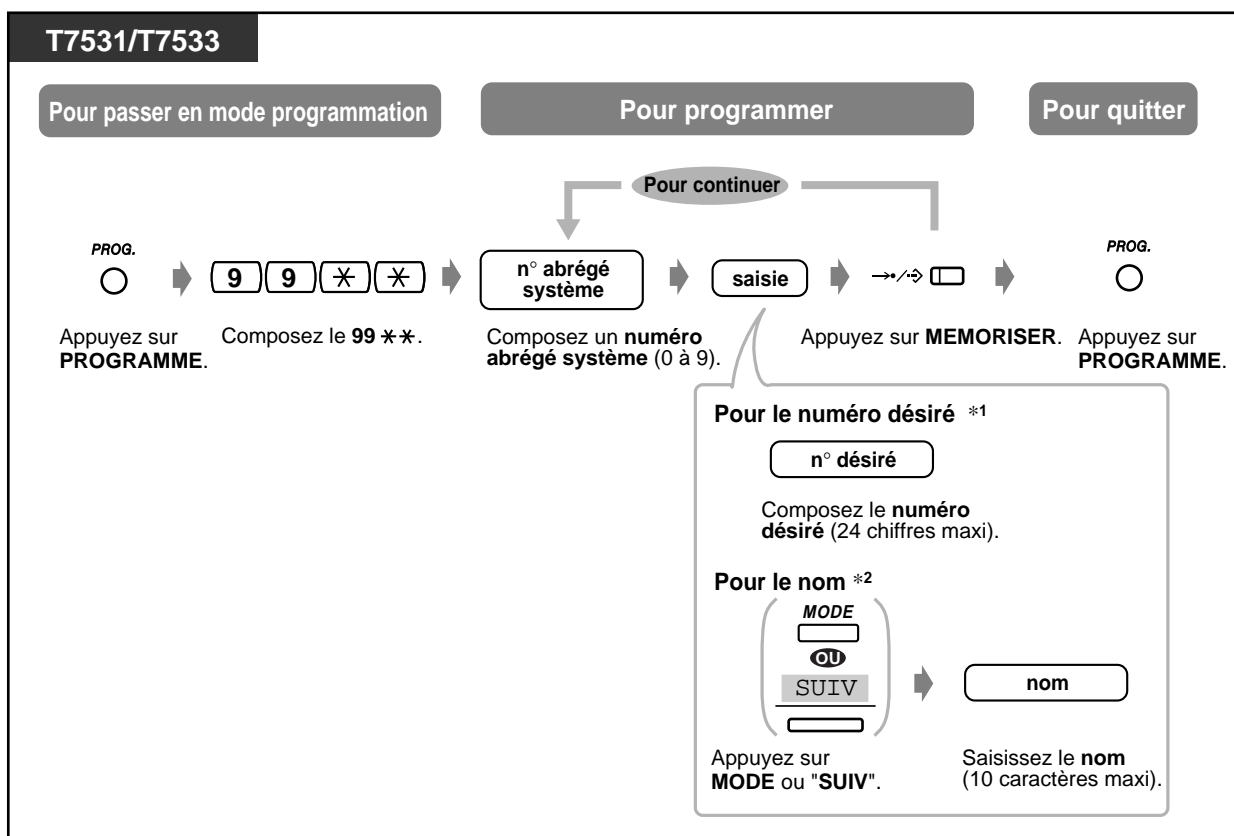 T7531/T7533
Pour passer en mode programmation
Pour programmer
Pour quitter
Pour continuer
PROG.
9 9 ✳ ✳
n° abrégé
système
saisie
PROG.
Appuyez sur
PROGRAMME.
Composez le 99 ✳✳.
Composez un numéro
abrégé système (0 à 9).
Appuyez sur MEMORISER.
Appuyez sur
PROGRAMME.
Pour le numéro désiré *1
n° désiré
Composez le numéro
désiré (24 chiffres maxi).
Pour le nom *2
MODE
OU
SUIV
nom
Appuyez sur
MODE ou "SUIV".
Saisissez le nom
(10 caractères maxi).